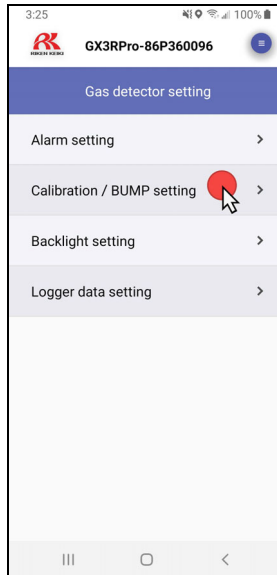 3:25
100%
RIKEN KEIKI
GX3RPro-86P360096
Gas detector setting
Alarm setting
Calibration / BUMP setting
Backlight setting
Logger data setting